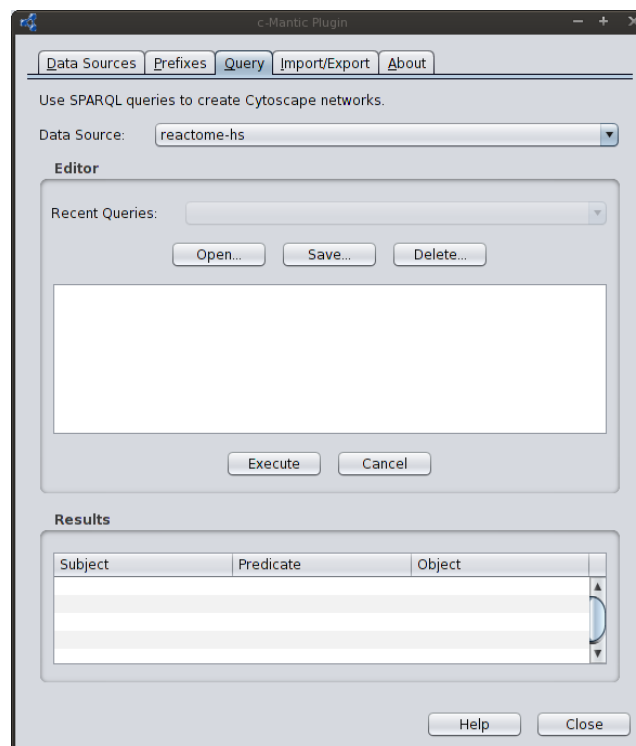 c-Mantic Plugin
Data Sources Prefixes Query Import/Export About
Use SPARQL queries to create Cytoscape networks.
Data Source: reactome-hs
Editor
Recent Queries:
Open... Save... Delete...
Execute Cancel
Results
Subject Predicate Object
Help Close